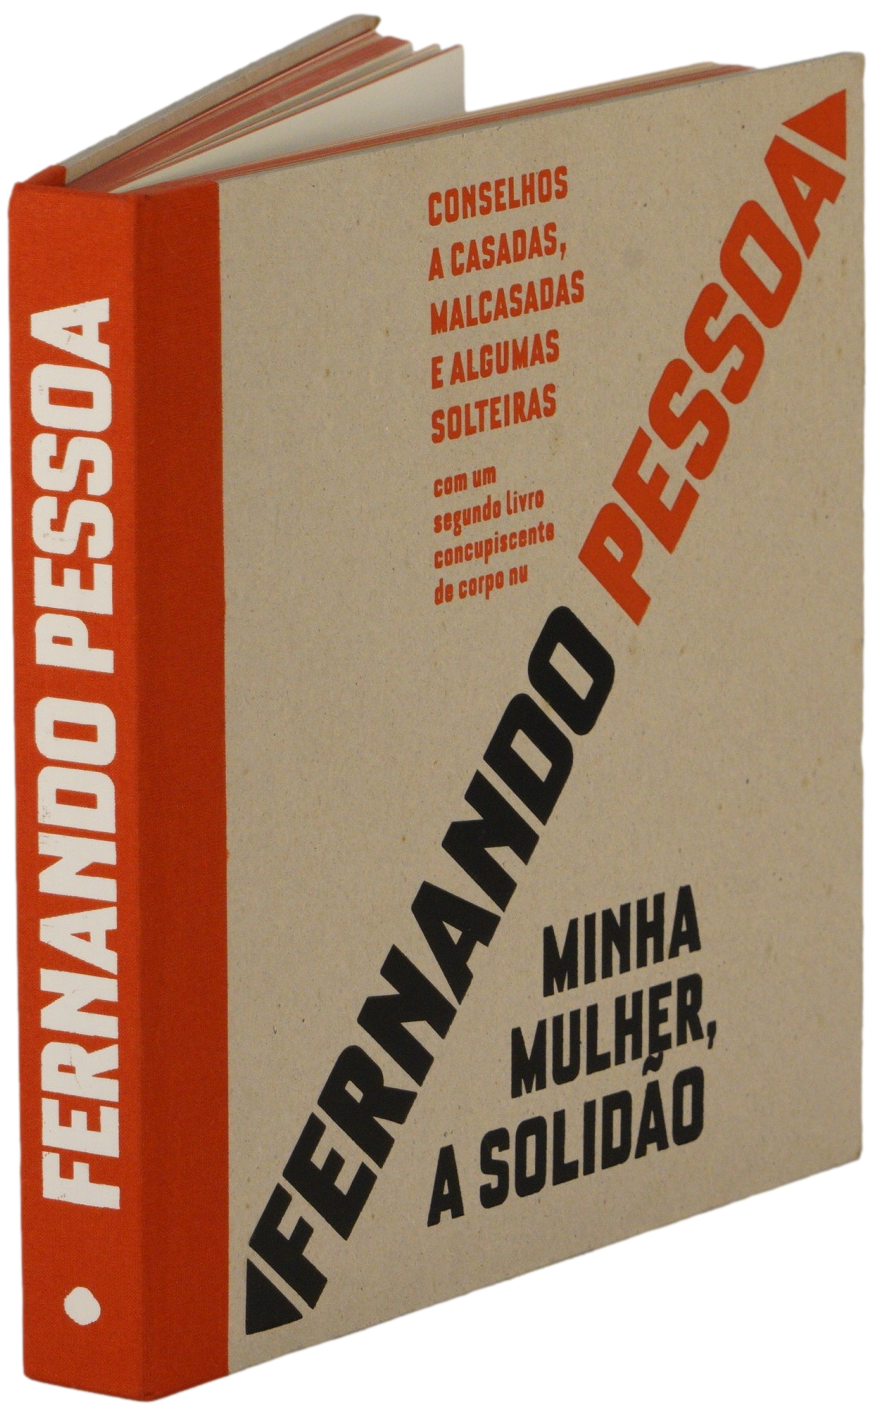 FERNANDO PESSOA
CONSELHOS
A CASADAS,
MALCASADAS
E ALGUMAS
SOLTEIRAS
com um
segundo livro
concupiscente
de corpo nu
FERNANDO PESSOA
MINHA
MULHER,
A SOLIDÃO